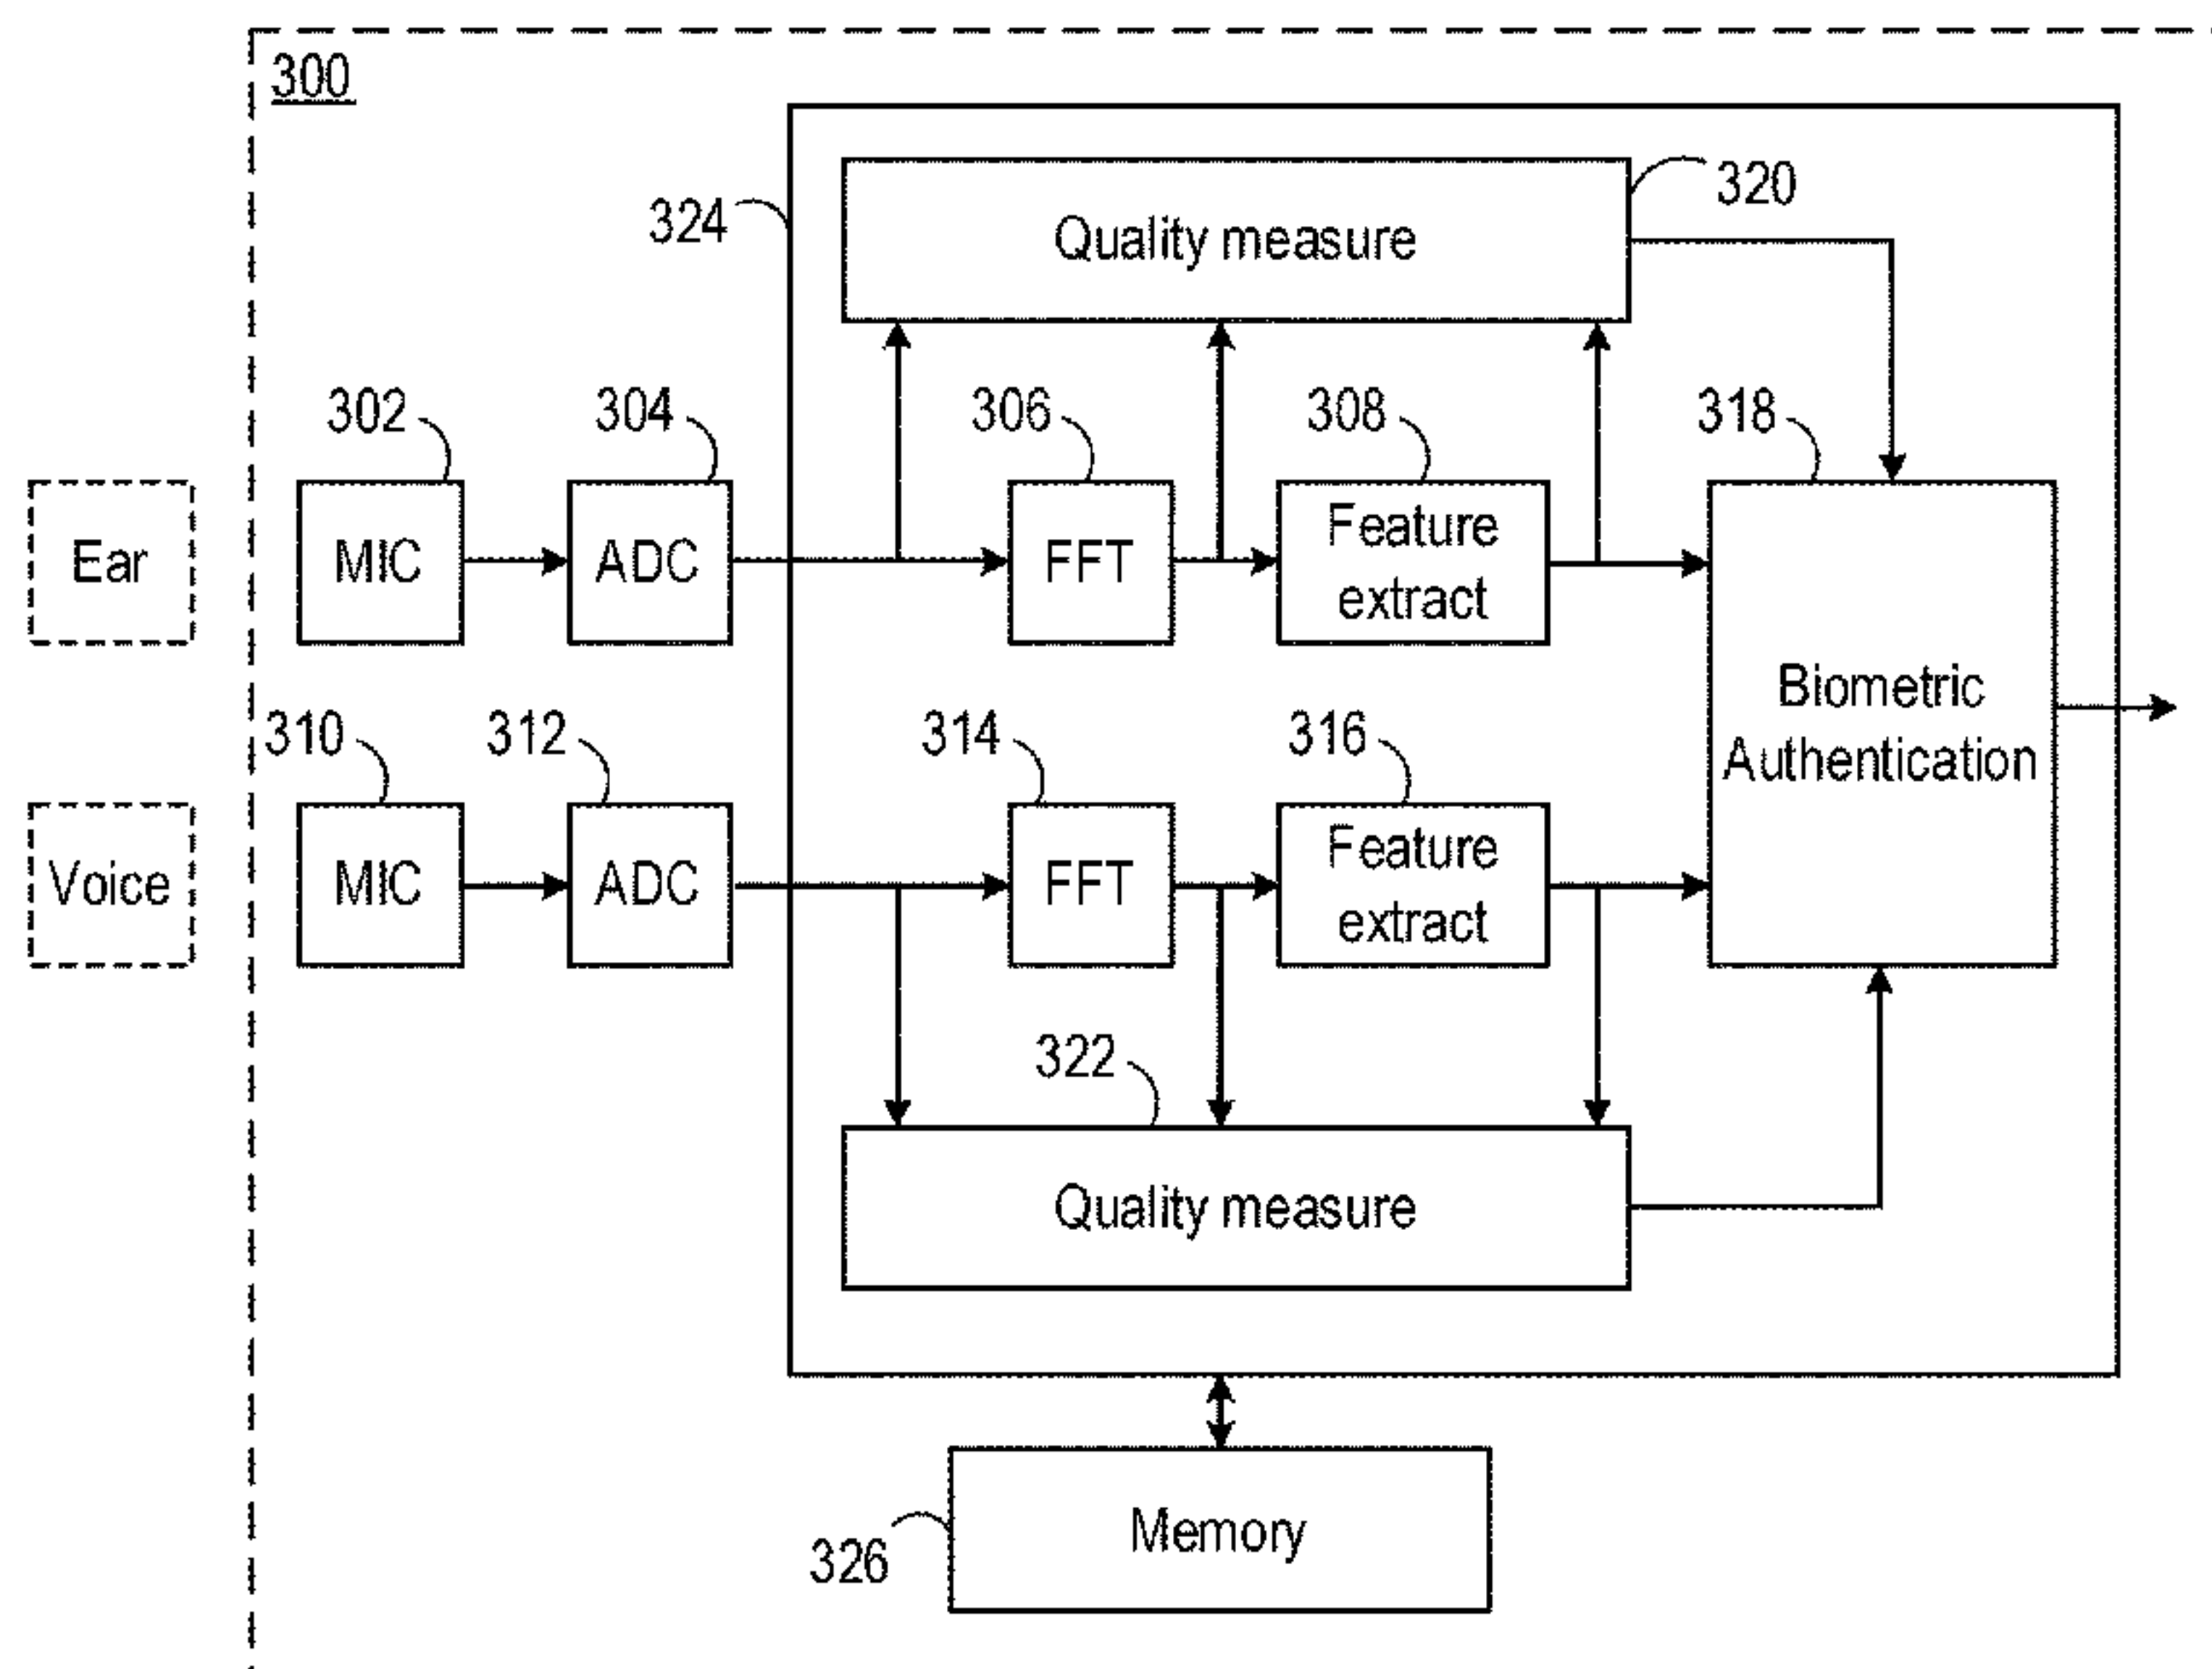 300
324
Quality measure
320
302
304
306
308
318
Ear
MIC
ADC
FFT
Feature
extract
Biometric
Authentication
310
312
314
316
Voice
MIC
ADC
FFT
Feature
extract
322
Quality measure
Memory
326